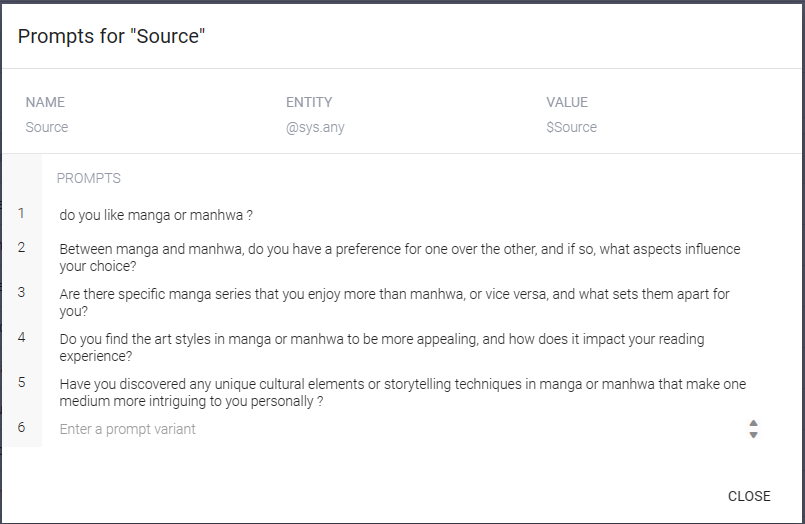 Prompts for "Source"
NAME ENTITY VALUE
Source @sys.any $Source
PROMPTS
1 do you like manga or manhwa ?
2 Between manga and manhwa, do you have a preference for one over the other, and if so, what aspects influence
your choice?
3 Are there specific manga series that you enjoy more than manhwa, or vice versa, and what sets them apart for
you?
4 Do you find the art styles in manga or manhwa to be more appealing, and how does it impact your reading
experience?
5 Have you discovered any unique cultural elements or storytelling techniques in manga or manhwa that make one
medium more intriguing to you personally ?
6 Enter a prompt variant
CLOSE